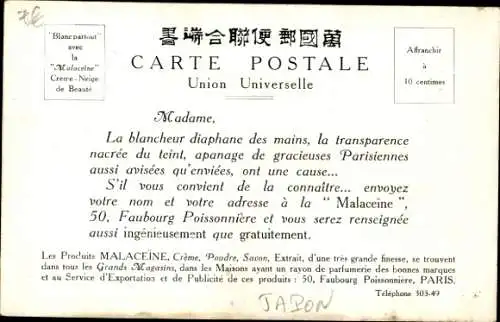 書端合聯便郵國萬
CARTE POSTALE
Union Universelle
"Blanc partout"
avec
la
"Malaceïne"
Creme-Neige
de Beauté
Affranchir
à
10 centimes
Madame,
La blancheur diaphane des mains, la transparence
nacrée du teint, apanage de gracieuses Parisiennes
aussi avisées qu'enviées, ont une cause...
S'il vous convient de la connaître... envoyez
votre nom et votre adresse à la " Malaceïne ",
50, Faubourg Poissonnière et vous serez renseignée
aussi ingénieusement que gratuitement.
Les Produits MALACEÏNE, Crème, Poudre, Savon, Extrait, d'une très grande finesse, se trouvent
dans tous les Grands Magasins, dans les Maisons ayant un rayon de parfumerie des bonnes marques
et au Service d'Exportation et de Publicité de ces produits : 50, Faubourg Poissonnière, PARIS.
Téléphone 303-49
JAPON